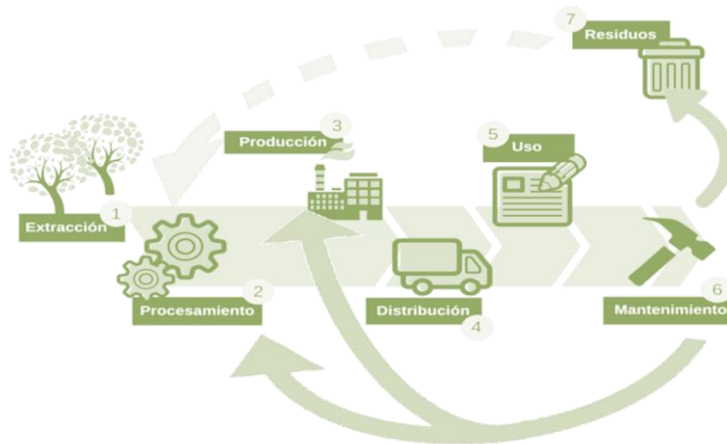 1
Extracción
2
Procesamiento
3
Producción
Distribución
4
5
Uso
6
Mantenimiento
7
Residuos